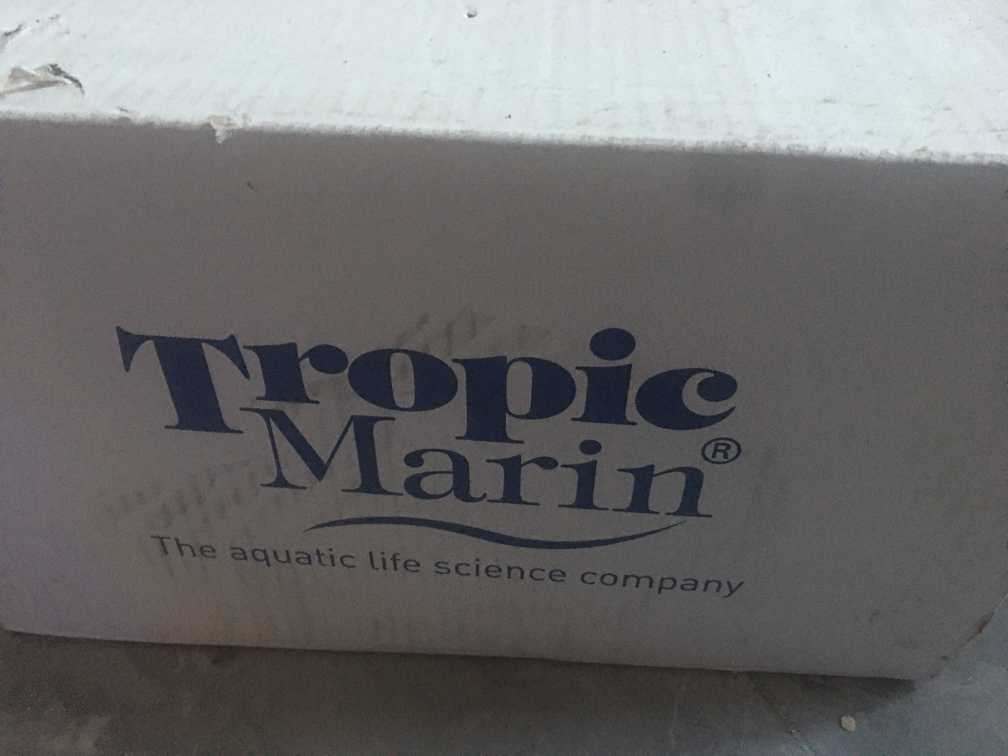 Tropic
Marin®
The aquatic life science company